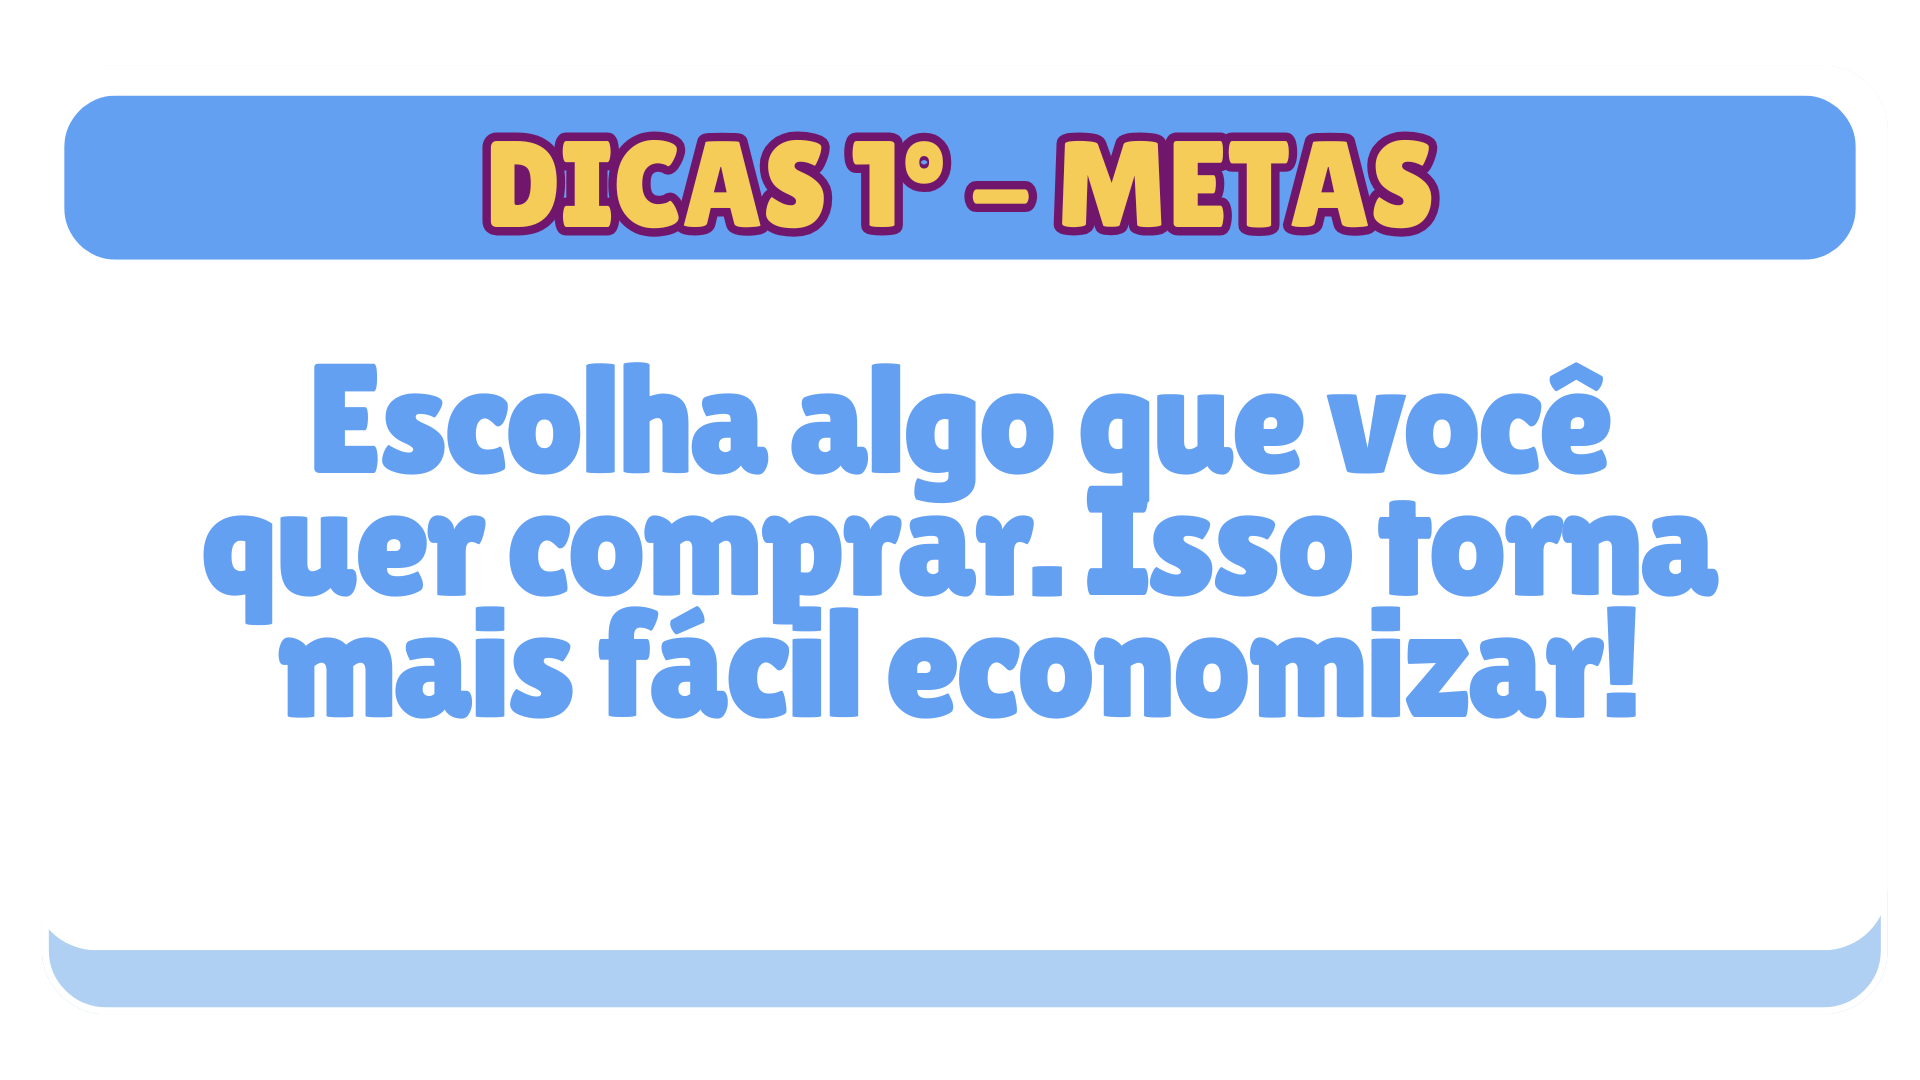 DICAS 1° – METAS
Escolha algo que você
quer comprar. Isso torna
mais fácil economizar!